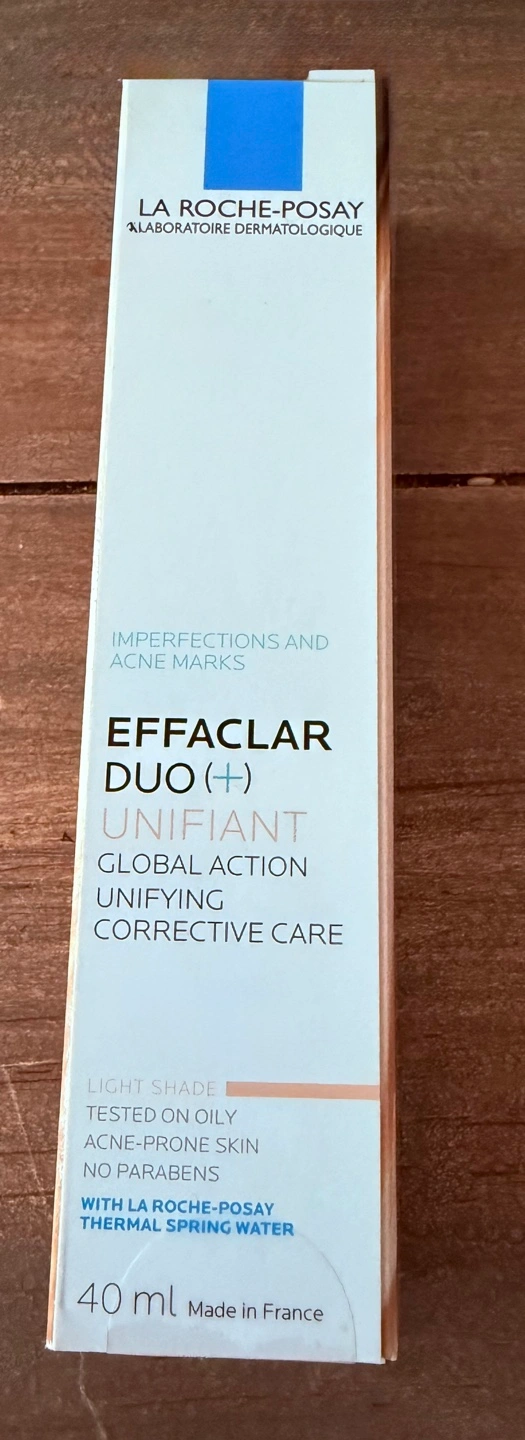 LA ROCHE-POSAY
LABORATOIRE DERMATOLOGIQUE
IMPERFECTIONS AND
ACNE MARKS
EFFACLAR
DUO (+)
UNIFIANT
GLOBAL ACTION
UNIFYING
CORRECTIVE CARE
LIGHT SHADE
TESTED ON OILY
ACNE-PRONE SKIN
NO PARABENS
WITH LA ROCHE-POSAY
THERMAL SPRING WATER
40 ml Made in France